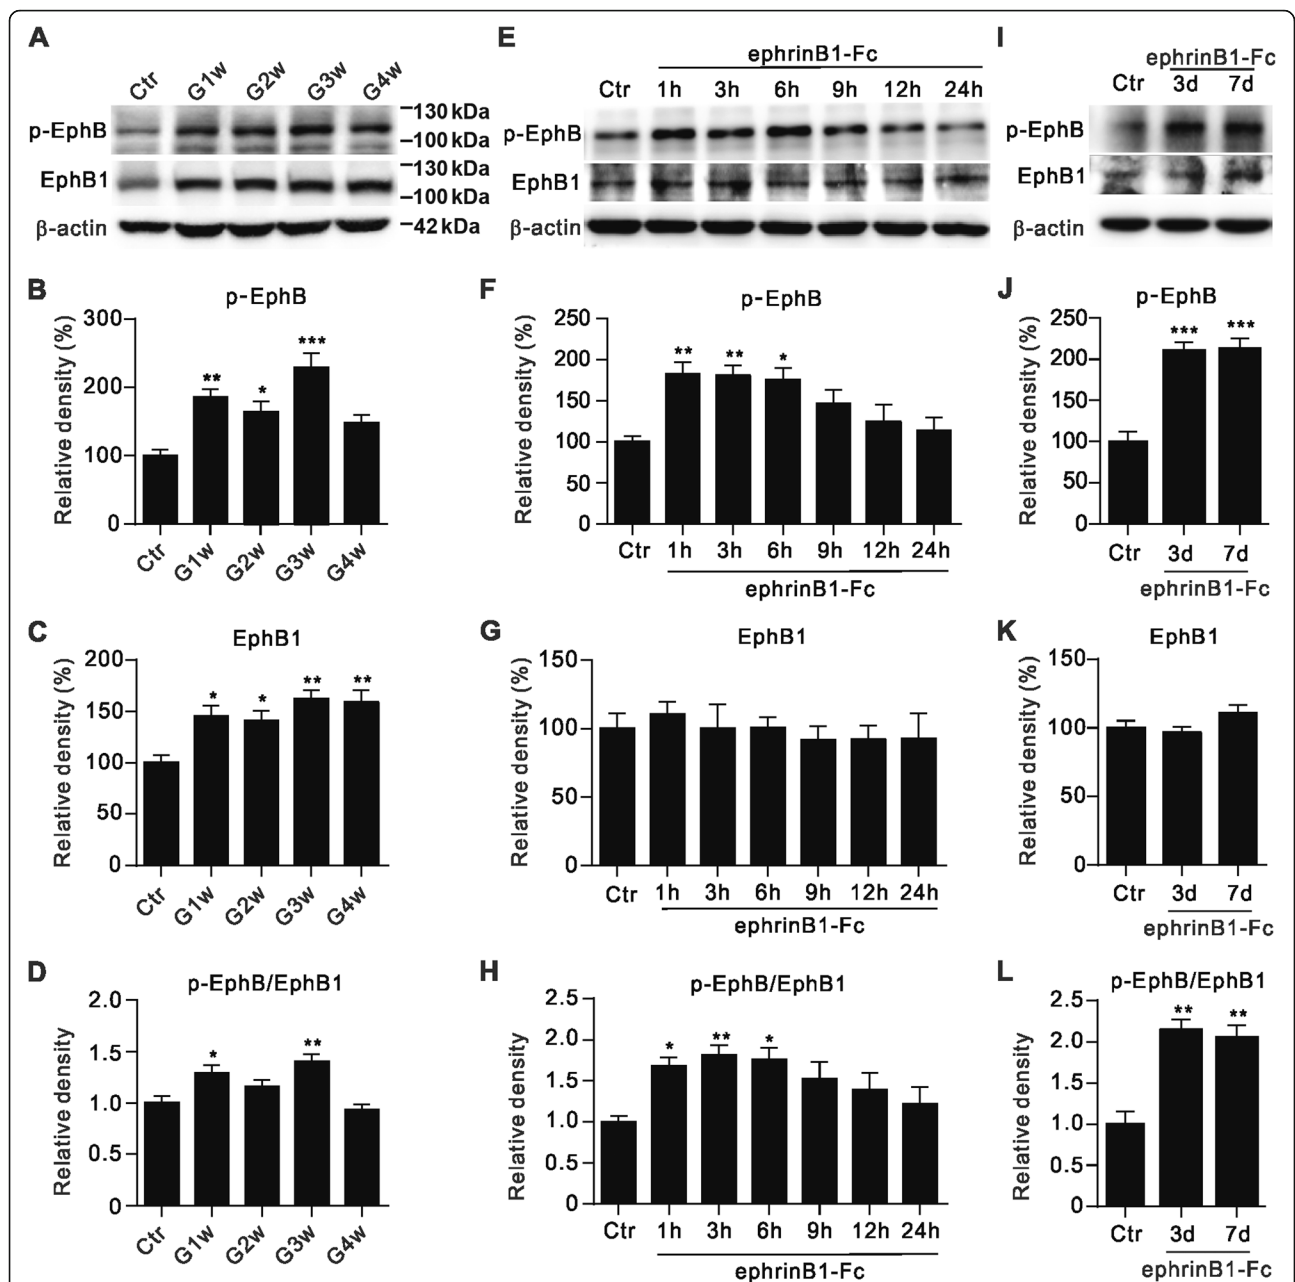 A
Ctr G1w G2w G3w G4w
p-EphB
130 kDa
100 kDa
EphB1
130 kDa
100 kDa
β-actin
42 kDa
E
ephrinB1-Fc
Ctr 1h 3h 6h 9h 12h 24h
p-EphB
EphB1
β-actin
I
ephrinB1-Fc
Ctr 3d 7d
p-EphB
EphB1
β-actin
B
p-EphB
Relative density (%)
300
200
100
0
** * ***
Ctr G1w G2w G3w G4w
F
p-EphB
Relative density (%)
250
200
150
100
50
0
** ** *
Ctr 1h 3h 6h 9h 12h 24h
ephrinB1-Fc
J
p-EphB
Relative density (%)
250
200
150
100
50
0
*** ***
Ctr 3d 7d
ephrinB1-Fc
C
EphB1
Relative density (%)
200
150
100
50
0
* * ** **
Ctr G1w G2w G3w G4w
G
EphB1
Relative density (%)
150
100
50
0
Ctr 1h 3h 6h 9h 12h 24h
ephrinB1-Fc
K
EphB1
Relative density (%)
150
100
50
0
Ctr 3d 7d
ephrinB1-Fc
D
p-EphB/EphB1
Relative density
2.0
1.5
1.0
0.5
0
* **
Ctr G1w G2w G3w G4w
H
p-EphB/EphB1
Relative density
2.5
2.0
1.5
1.0
0.5
0
* ** *
Ctr 1h 3h 6h 9h 12h 24h
ephrinB1-Fc
L
p-EphB/EphB1
Relative density
2.5
2.0
1.5
1.0
0.5
0
** **
Ctr 3d 7d
ephrinB1-Fc